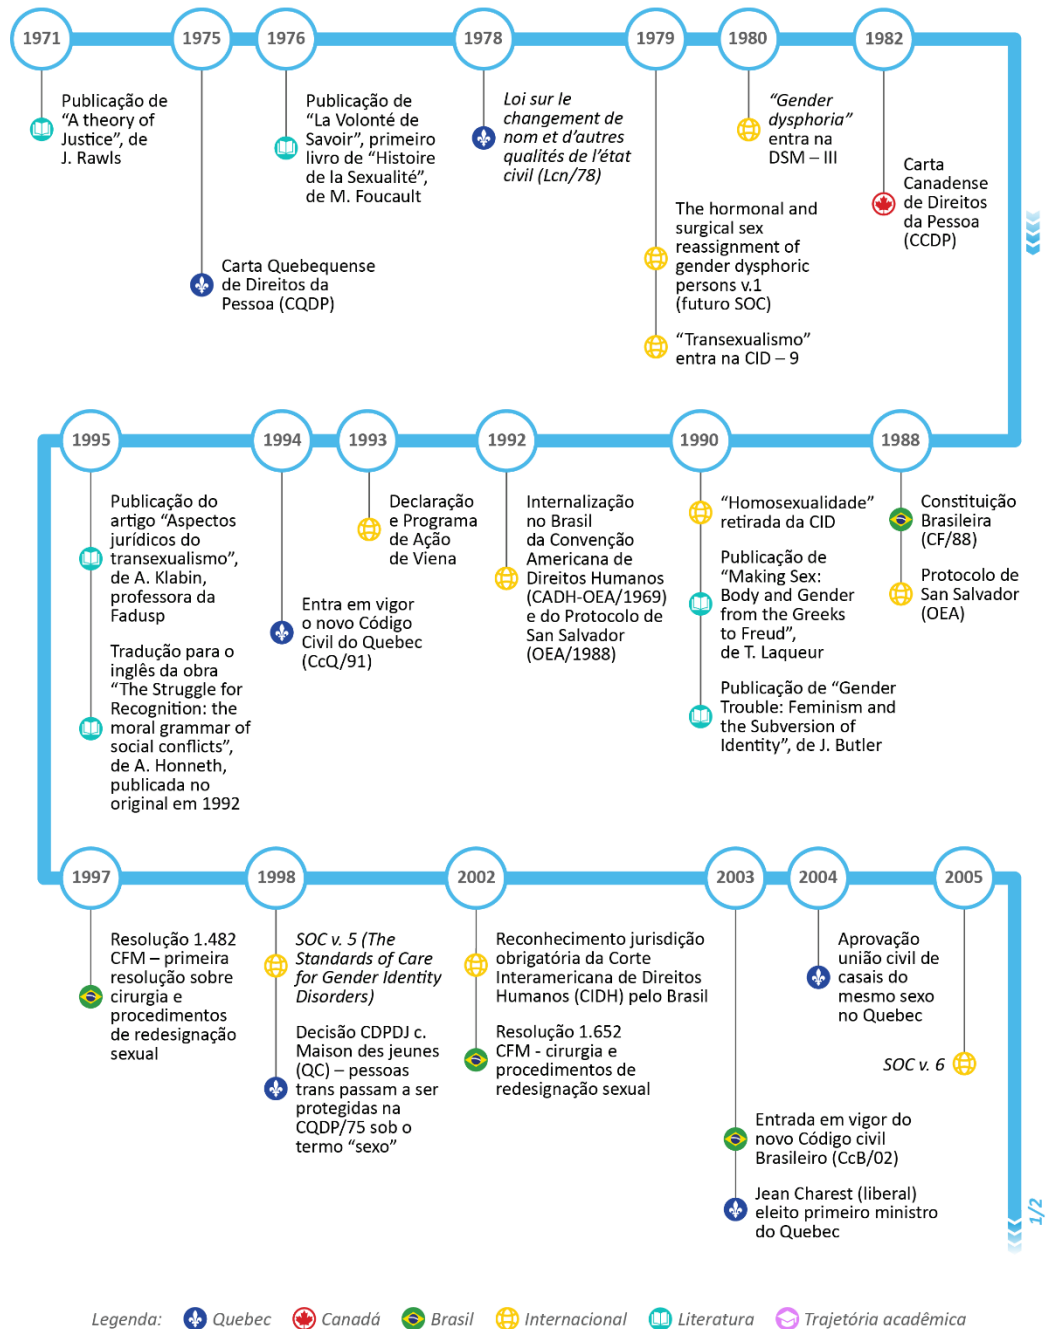 1971
1975
1976
1978
1979
1980
1982
Publicação de
“A theory of
Justice”, de
J. Rawls
Carta Quebequense
de Direitos da
Pessoa (CQDP)
Publicação de
“La Volonté de
Savoir”, primeiro
livro de “Histoire
de la Sexualité”,
de M. Foucault
Loi sur le
changement de
nom et d’autres
qualités de l’état
civil (Lcn/78)
The hormonal and
surgical sex
reassignment of
gender dysphoric
persons v.1
(futuro SOC)
“Transexualismo”
entra na CID – 9
“Gender
dysphoria”
entra na
DSM – III
Carta
Canadense
de Direitos
da Pessoa
(CCDP)
1995
1994
1993
1992
1990
1988
Publicação do
artigo “Aspectos
jurídicos do
transexualismo”,
de A. Klabin,
professora da
Fadusp
Tradução para o
inglês da obra
“The Struggle for
Recognition: the
moral grammar of
social conflicts”,
de A. Honneth,
publicada no
original em 1992
Entra em vigor
o novo Código
Civil do Quebec
(CcQ/91)
Declaração
e Programa
de Ação
de Viena
Internalização
no Brasil
da Convenção
Americana de
Direitos Humanos
(CADH-OEA/1969)
e do Protocolo de
San Salvador
(OEA/1988)
“Homosexualidade”
retirada da CID
Publicação de
“Making Sex:
Body and Gender
from the Greeks
to Freud”,
de T. Laqueur
Publicação de “Gender
Trouble: Feminism and
the Subversion of
Identity”, de J. Butler
Constituição
Brasileira
(CF/88)
Protocolo de
San Salvador
(OEA)
1997
1998
2002
2003
2004
2005
Resolução 1.482
CFM – primeira
resolução sobre
cirurgia e
procedimentos
de redesignação
sexual
SOC v. 5 (The
Standards of Care
for Gender Identity
Disorders)
Decisão CDPDJ c.
Maison des jeunes
(QC) – pessoas
trans passam a ser
protegidas na
CQDP/75 sob o
termo “sexo”
Reconhecimento jurisdição
obrigatória da Corte
Interamericana de Direitos
Humanos (CIDH) pelo Brasil
Resolução 1.652
CFM - cirurgia e
procedimentos de
redesignação sexual
Entrada em vigor do
novo Código civil
Brasileiro (CcB/02)
Jean Charest (liberal)
eleito primeiro ministro
do Quebec
Aprovação
união civil de
casais do
mesmo sexo
no Quebec
SOC v. 6
1/2
Legenda: Quebec Canadá Brasil Internacional Literatura Trajetória acadêmica